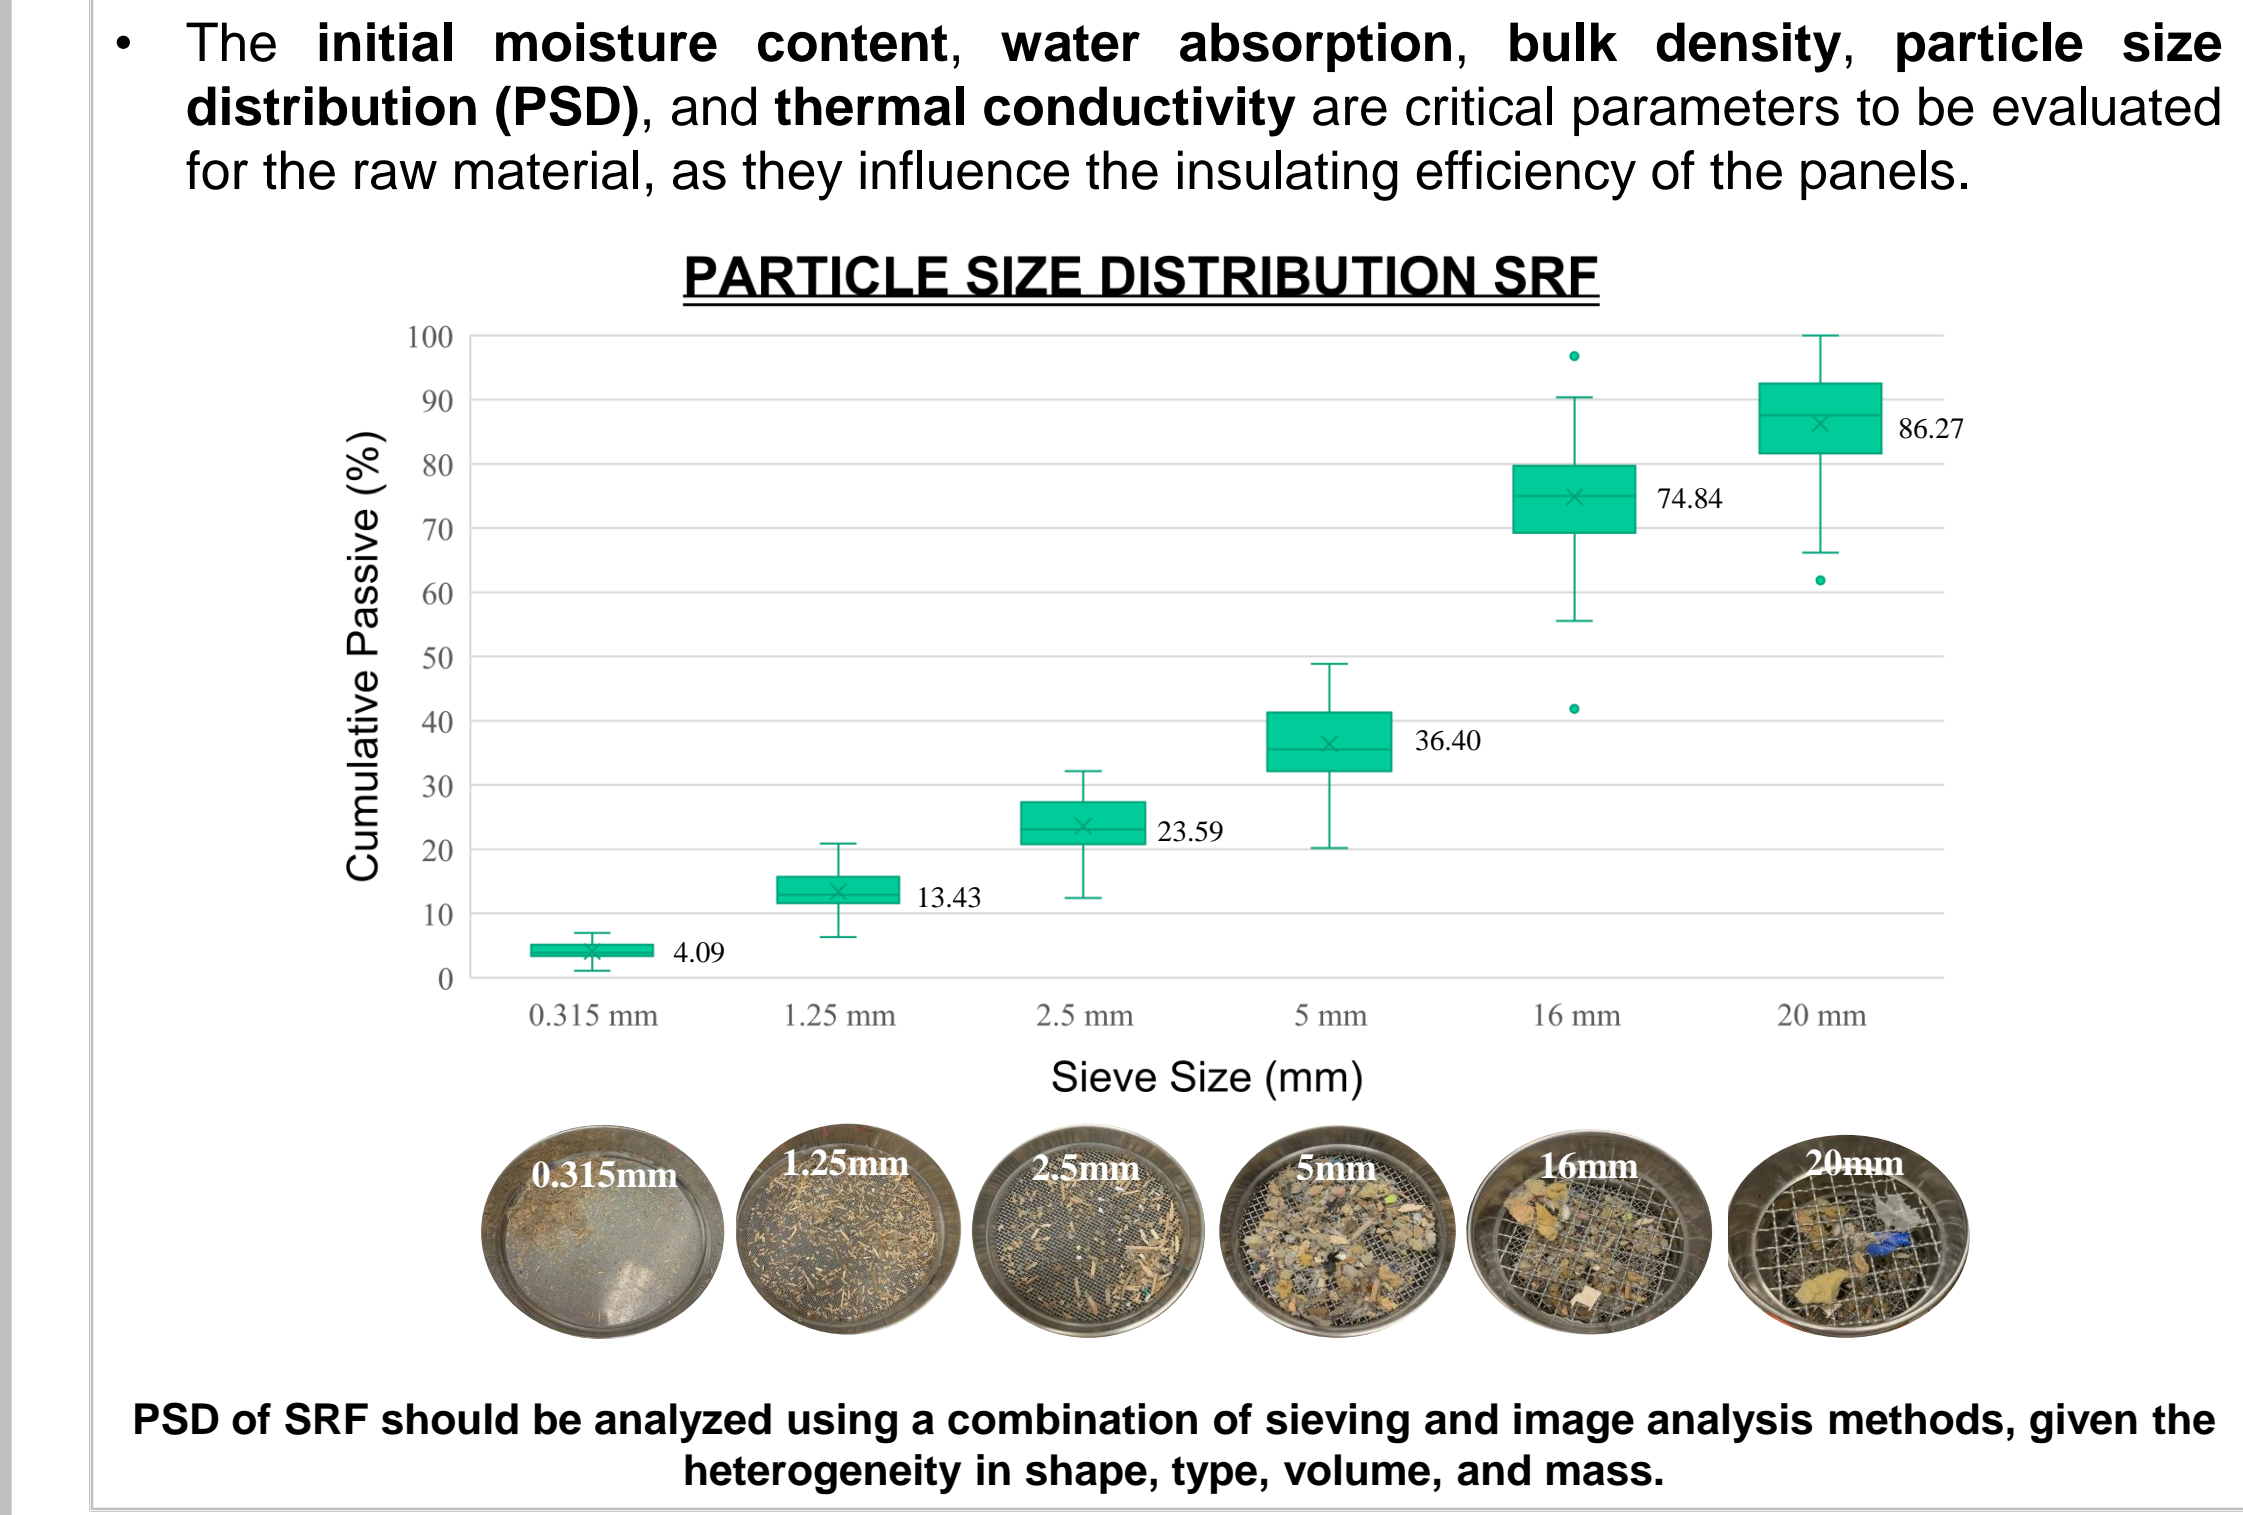 • The initial moisture content, water absorption, bulk density, particle size
distribution (PSD), and thermal conductivity are critical parameters to be evaluated
for the raw material, as they influence the insulating efficiency of the panels.
PARTICLE SIZE DISTRIBUTION SRF
Cumulative Passive (%)
100
90
80
70
60
50
40
30
20
10
0
4.09
13.43
23.59
36.40
74.84
86.27
0.315 mm
1.25 mm
2.5 mm
5 mm
16 mm
20 mm
Sieve Size (mm)
0.315mm
1.25mm
2.5mm
5mm
16mm
20mm
PSD of SRF should be analyzed using a combination of sieving and image analysis methods, given the
heterogeneity in shape, type, volume, and mass.